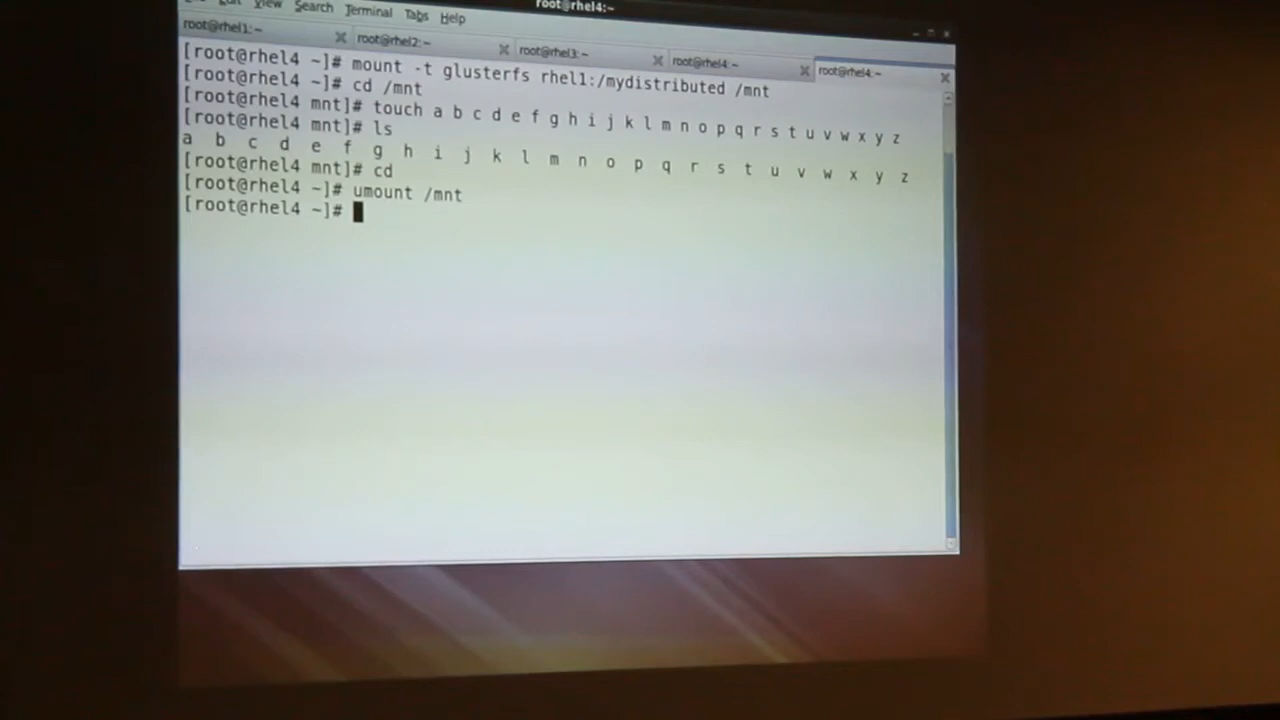 root@rhel4:~
Edit View Search Terminal Tabs Help
root@rhel1:~ root@rhel2:~ root@rhel3:~ root@rhel4:~ root@rhel4:~
[root@rhel4 ~]# mount -t glusterfs rhel1:/mydistributed /mnt
[root@rhel4 ~]# cd /mnt
[root@rhel4 mnt]# touch a b c d e f g h i j k l m n o p q r s t u v w x y z
[root@rhel4 mnt]# ls
a b c d e f g h i j k l m n o p q r s t u v w x y z
[root@rhel4 mnt]# cd
[root@rhel4 ~]# umount /mnt
[root@rhel4 ~]#